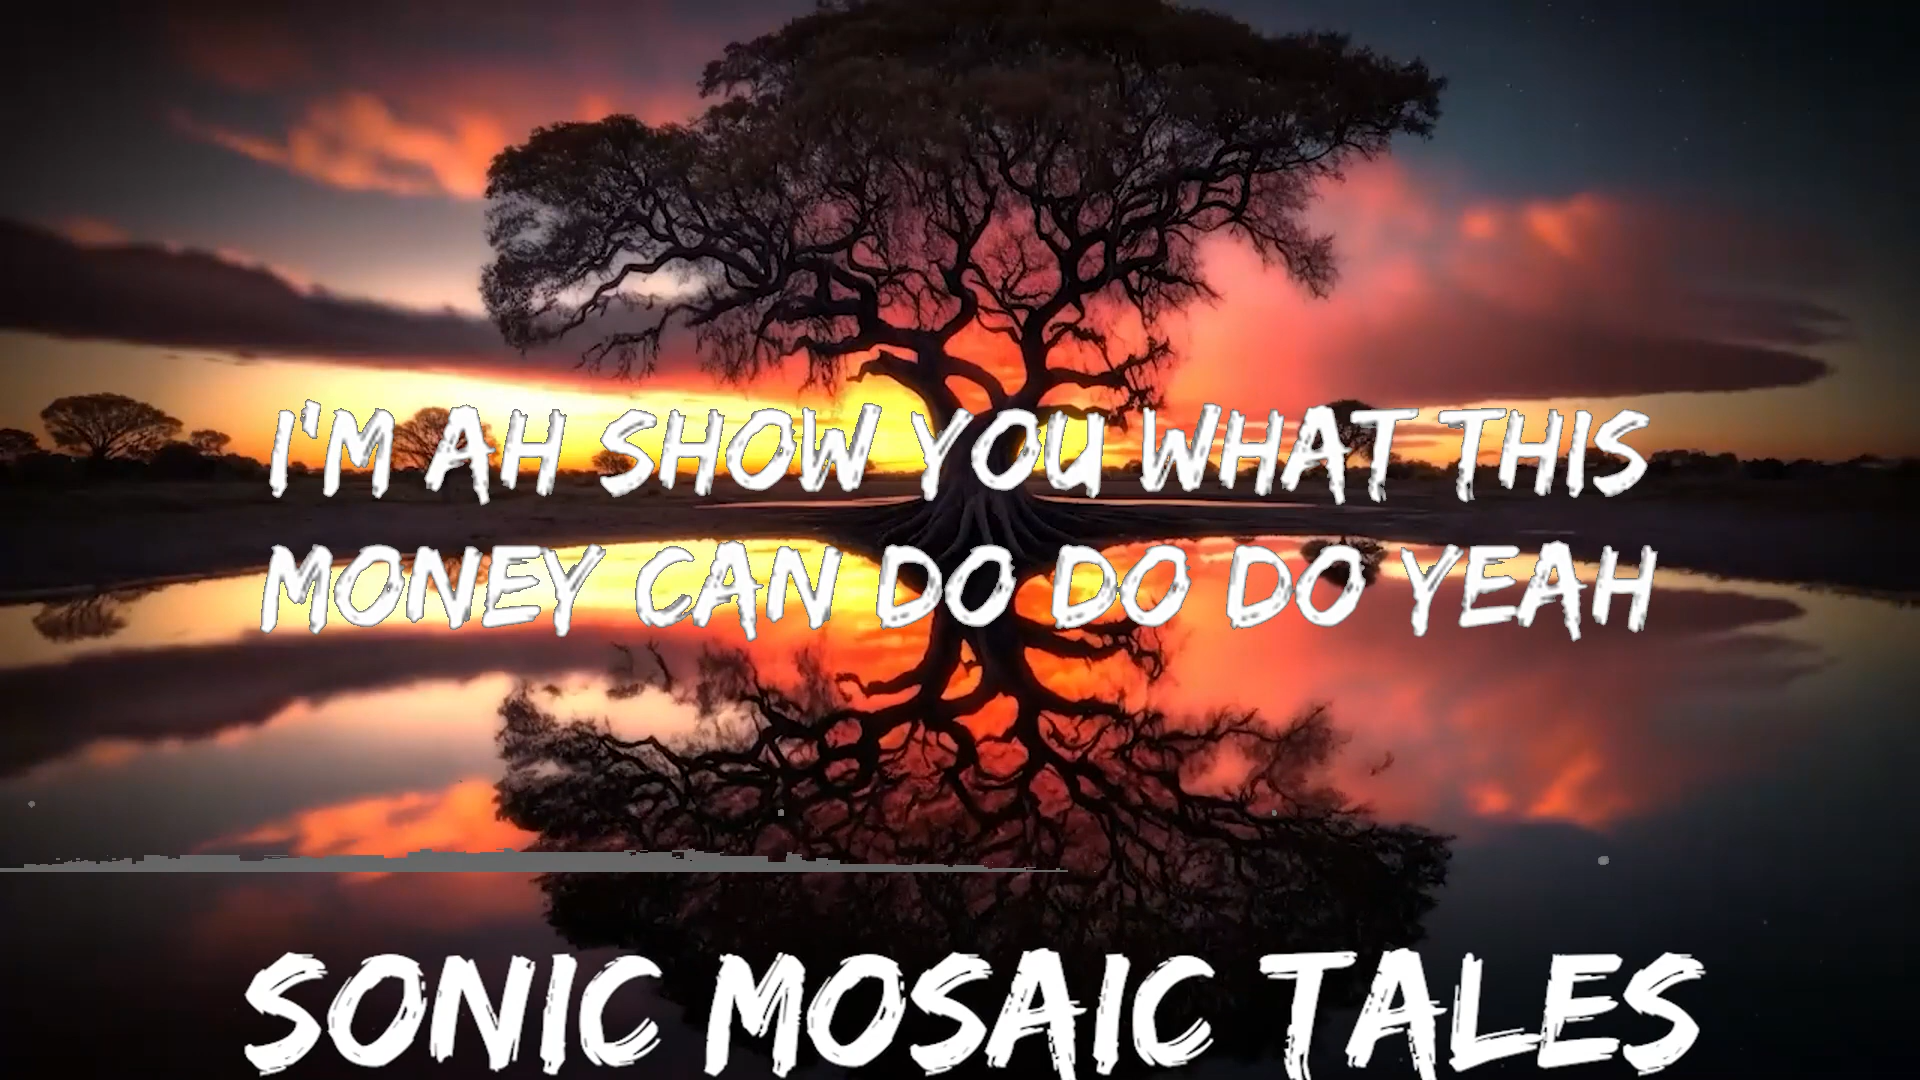 I'M AH SHOW YOU WHAT THIS
MONEY CAN DO DO DO YEAH
SONIC MOSAIC TALES